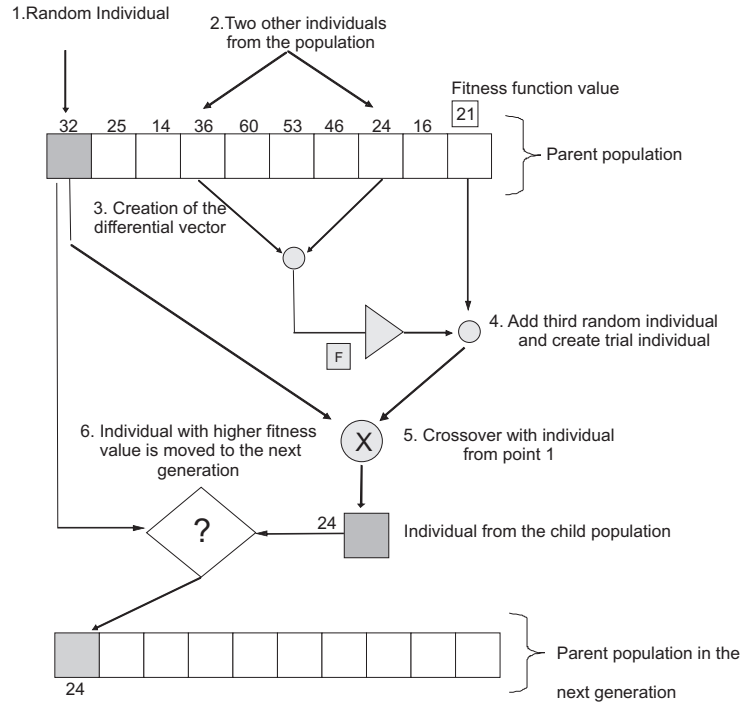 1.Random Individual
2.Two other individuals
from the population
Fitness function value
32 25 14 36 60 53 46 24 16 21
Parent population
3. Creation of the
differential vector
4. Add third random individual
and create trial individual
F
6. Individual with higher fitness
value is moved to the next
generation
X
5. Crossover with individual
from point 1
?
24
Individual from the child population
Parent population in the
next generation
24